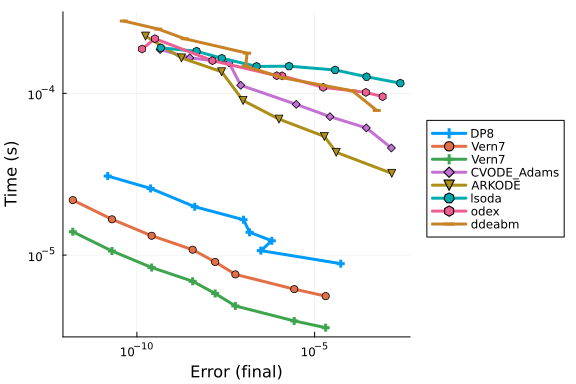 Time (s)
10⁻⁴
10⁻⁵
10⁻¹⁰
10⁻⁵
Error (final)
DP8
Vern7
Vern7
CVODE_Adams
ARKODE
lsoda
odex
ddeabm